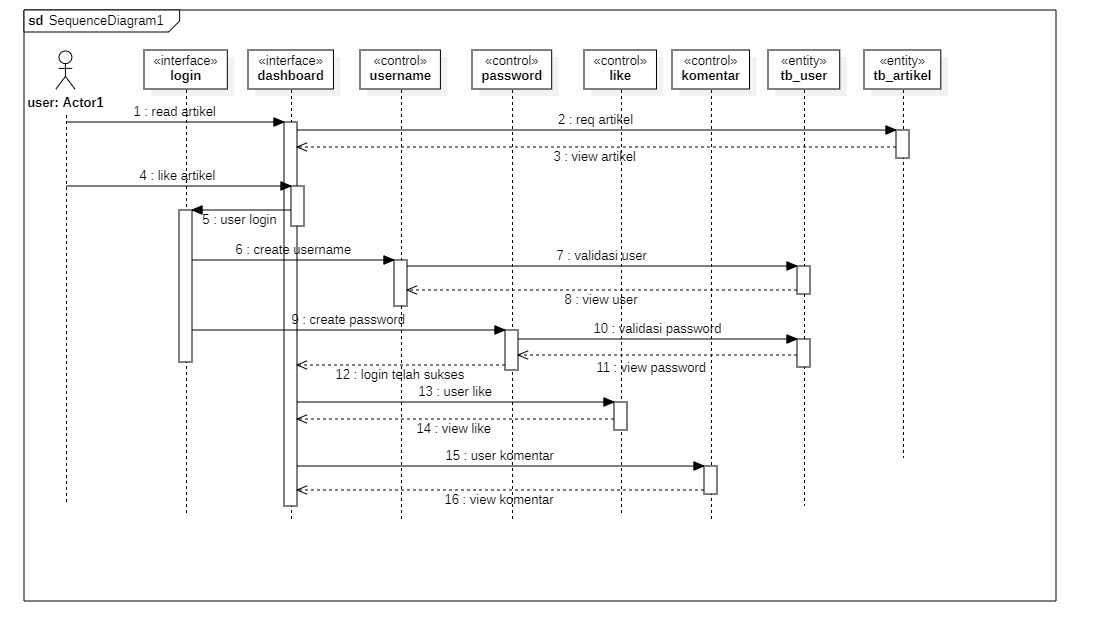 sd SequenceDiagram1
user: Actor1
«interface»
login
«interface»
dashboard
«control»
username
«control»
password
«control»
like
«control»
komentar
«entity»
tb_user
«entity»
tb_artikel
1 : read artikel
2 : req artikel
3 : view artikel
4 : like artikel
5 : user login
6 : create username
7 : validasi user
8 : view user
9 : create password
10 : validasi password
11 : view password
12 : login telah sukses
13 : user like
14 : view like
15 : user komentar
16 : view komentar